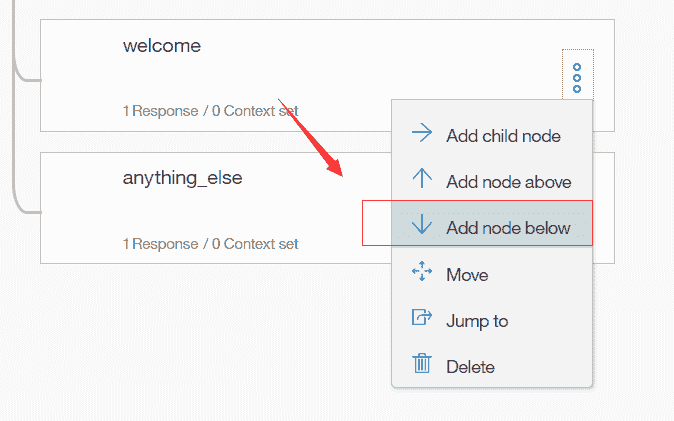 welcome
1 Response / 0 Context set
Add child node
anything_else
Add node above
Add node below
1 Response / 0 Context set
Move
Jump to
Delete